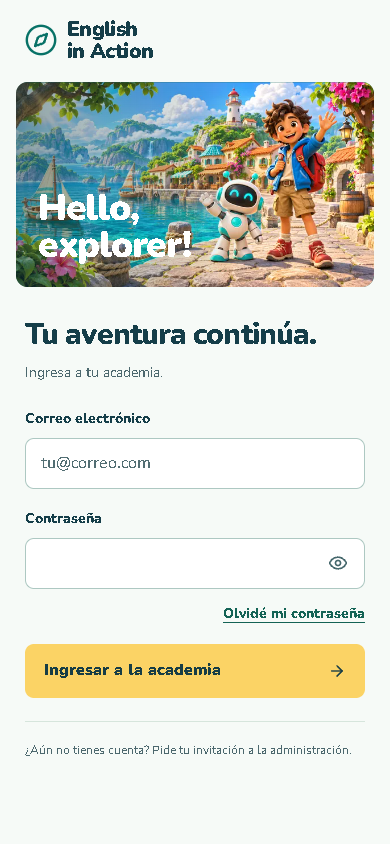 English
in Action
Hello,
explorer!
Tu aventura continúa.
Ingresa a tu academia.
Correo electrónico
tu@correo.com
Contraseña
Olvidé mi contraseña
Ingresar a la academia
¿Aún no tienes cuenta? Pide tu invitación a la administración.